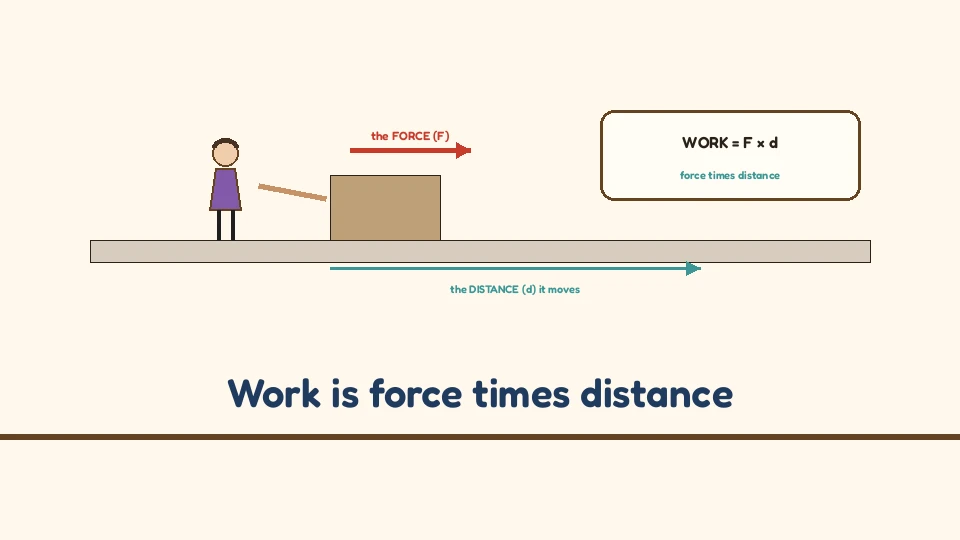 the FORCE (F)
WORK = F × d
force times distance
the DISTANCE (d) it moves
Work is force times distance